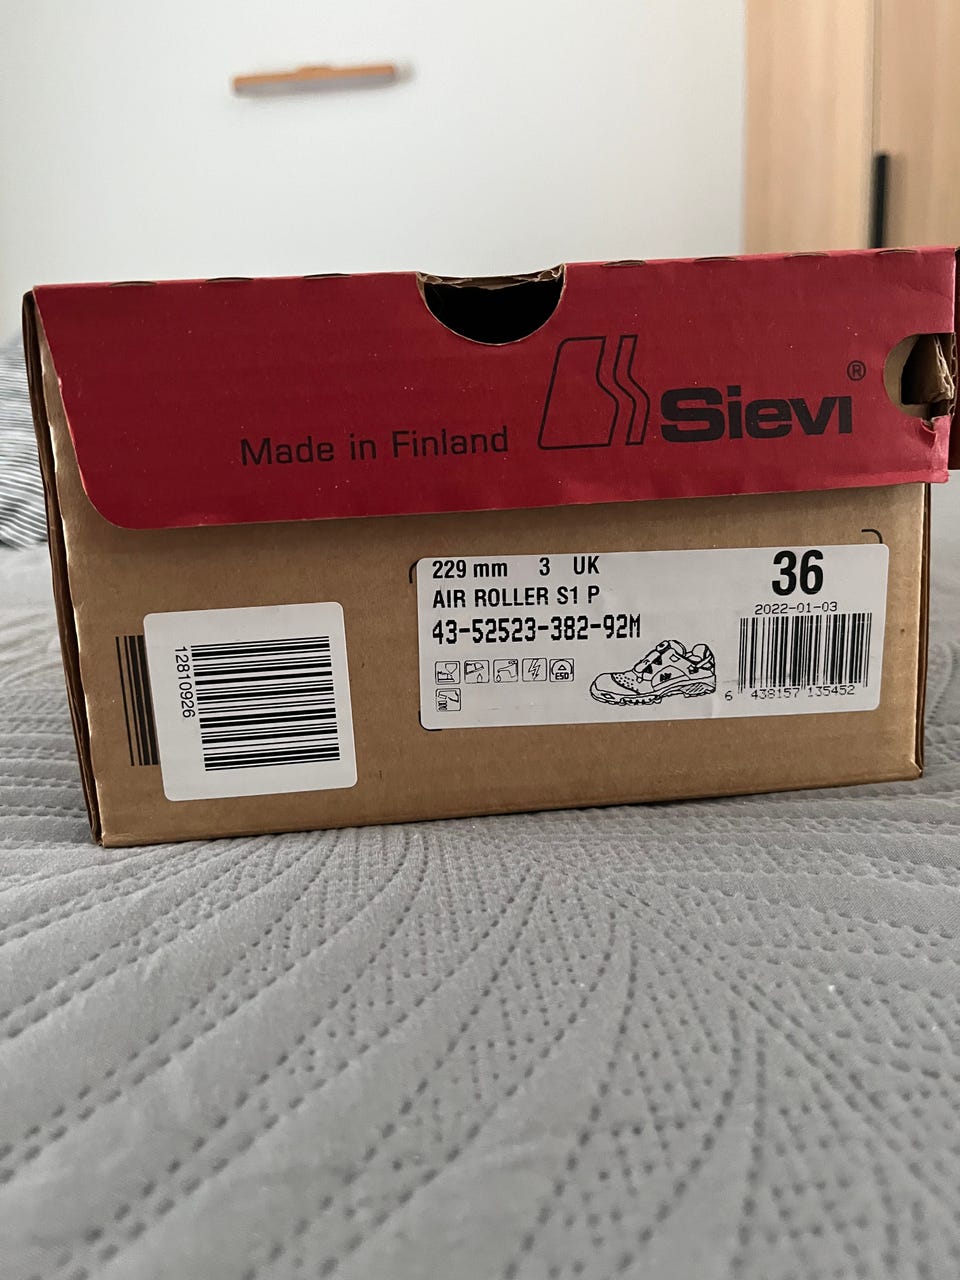 Made in Finland
Sievi®
229 mm 3 UK
36
AIR ROLLER S1 P
2022-01-03
43-52523-382-92M
ESD
6 438157 135452
12810926